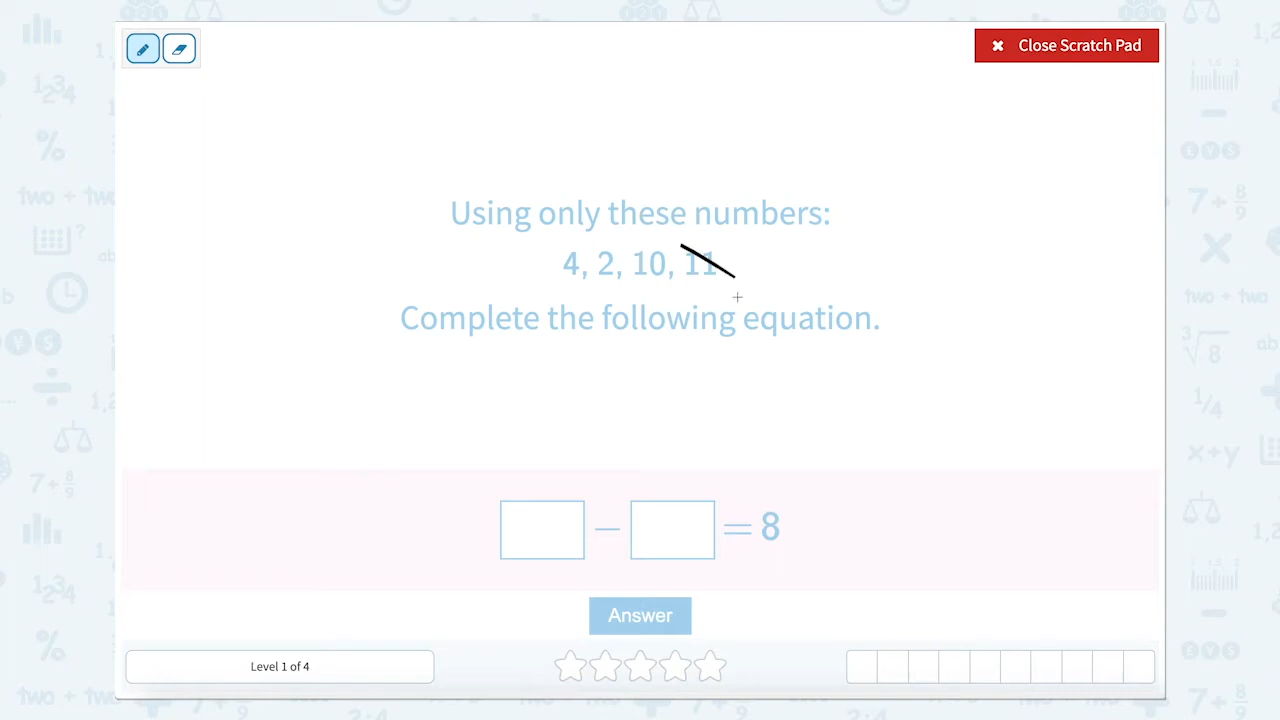 ✖ Close Scratch Pad
Using only these numbers:
4, 2, 10, 11
Complete the following equation.
− = 8
Answer
Level 1 of 4